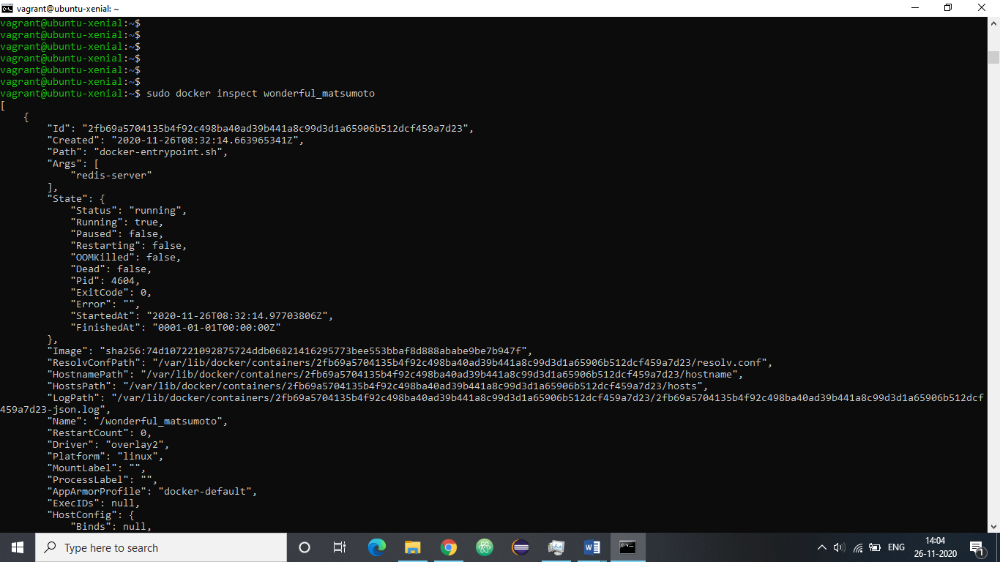 vagrant@ubuntu-xenial: ~
vagrant@ubuntu-xenial:~$
vagrant@ubuntu-xenial:~$
vagrant@ubuntu-xenial:~$
vagrant@ubuntu-xenial:~$
vagrant@ubuntu-xenial:~$
vagrant@ubuntu-xenial:~$
vagrant@ubuntu-xenial:~$ sudo docker inspect wonderful_matsumoto
[
    {
        "Id": "2fb69a5704135b4f92c498ba40ad39b441a8c99d3d1a65906b512dcf459a7d23",
        "Created": "2020-11-26T08:32:14.663965341Z",
        "Path": "docker-entrypoint.sh",
        "Args": [
            "redis-server"
        ],
        "State": {
            "Status": "running",
            "Running": true,
            "Paused": false,
            "Restarting": false,
            "OOMKilled": false,
            "Dead": false,
            "Pid": 4604,
            "ExitCode": 0,
            "Error": "",
            "StartedAt": "2020-11-26T08:32:14.97703806Z",
            "FinishedAt": "0001-01-01T00:00:00Z"
        },
        "Image": "sha256:74d107221092875724ddb06821416295773bee553bbaf8d888ababe9be7b947f",
        "ResolvConfPath": "/var/lib/docker/containers/2fb69a5704135b4f92c498ba40ad39b441a8c99d3d1a65906b512dcf459a7d23/resolv.conf",
        "HostnamePath": "/var/lib/docker/containers/2fb69a5704135b4f92c498ba40ad39b441a8c99d3d1a65906b512dcf459a7d23/hostname",
        "HostsPath": "/var/lib/docker/containers/2fb69a5704135b4f92c498ba40ad39b441a8c99d3d1a65906b512dcf459a7d23/hosts",
        "LogPath": "/var/lib/docker/containers/2fb69a5704135b4f92c498ba40ad39b441a8c99d3d1a65906b512dcf459a7d23/2fb69a5704135b4f92c498ba40ad39b441a8c99d3d1a65906b512dcf
459a7d23-json.log",
        "Name": "/wonderful_matsumoto",
        "RestartCount": 0,
        "Driver": "overlay2",
        "Platform": "linux",
        "MountLabel": "",
        "ProcessLabel": "",
        "AppArmorProfile": "docker-default",
        "ExecIDs": null,
        "HostConfig": {
            "Binds": null,
Type here to search
ENG
14:04
26-11-2020
1